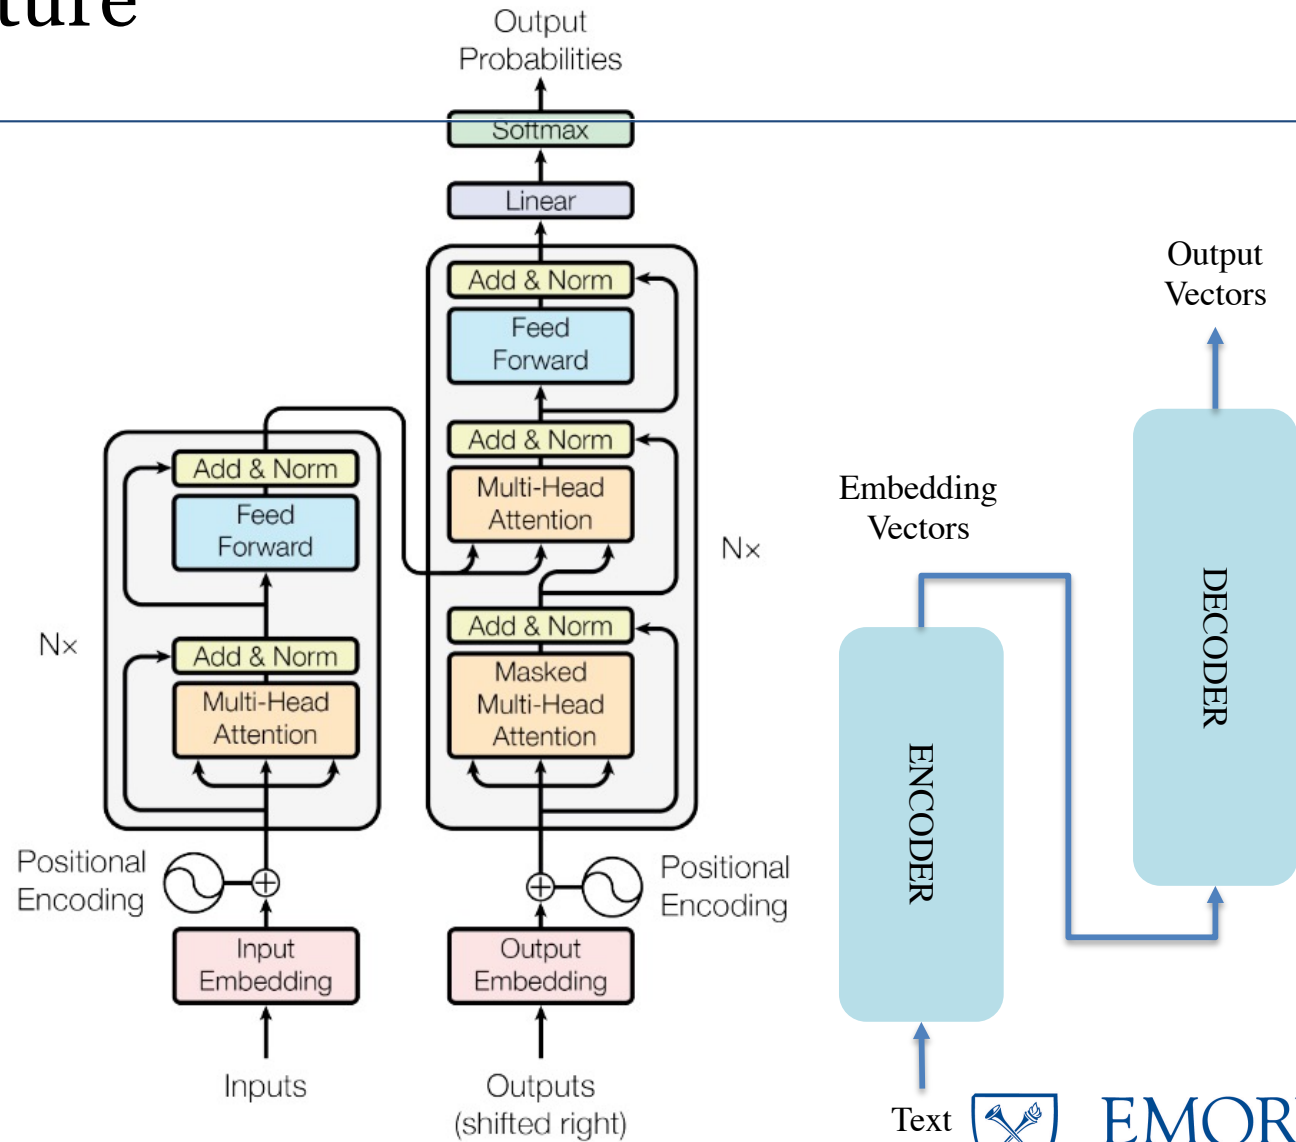 Output
Probabilities
Softmax
Linear
Add & Norm
Feed
Forward
Add & Norm
Multi-Head
Attention
Nx
Add & Norm
Masked
Multi-Head
Attention
Positional
Encoding
Output
Embedding
Outputs
(shifted right)
Add & Norm
Feed
Forward
Nx
Add & Norm
Multi-Head
Attention
Positional
Encoding
Input
Embedding
Inputs
Output
Vectors
DECODER
Embedding
Vectors
ENCODER
Text